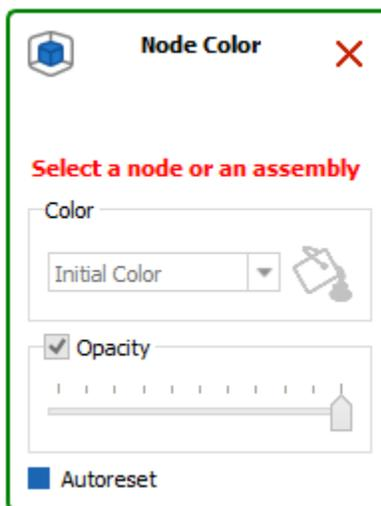 Node Color
Select a node or an assembly
Color
Initial Color
Opacity
Autoreset